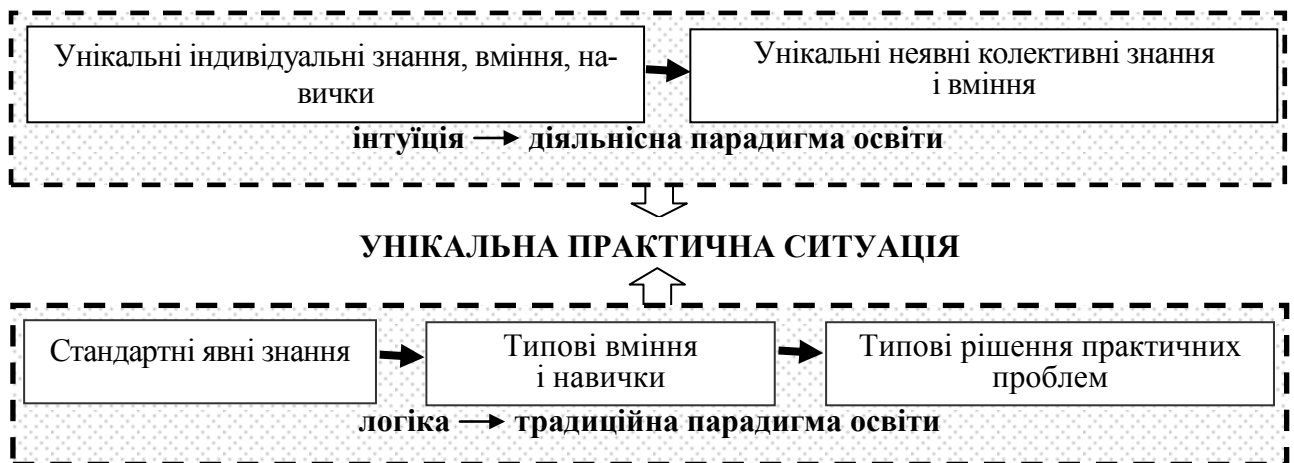 Унікальні індивідуальні знання, вміння, на-
вички
Унікальні неявні колективні знання
і вміння
інтуїція → діяльнісна парадигма освіти
УНІКАЛЬНА ПРАКТИЧНА СИТУАЦІЯ
Стандартні явні знання
Типові вміння
і навички
Типові рішення практичних
проблем
логіка → традиційна парадигма освіти